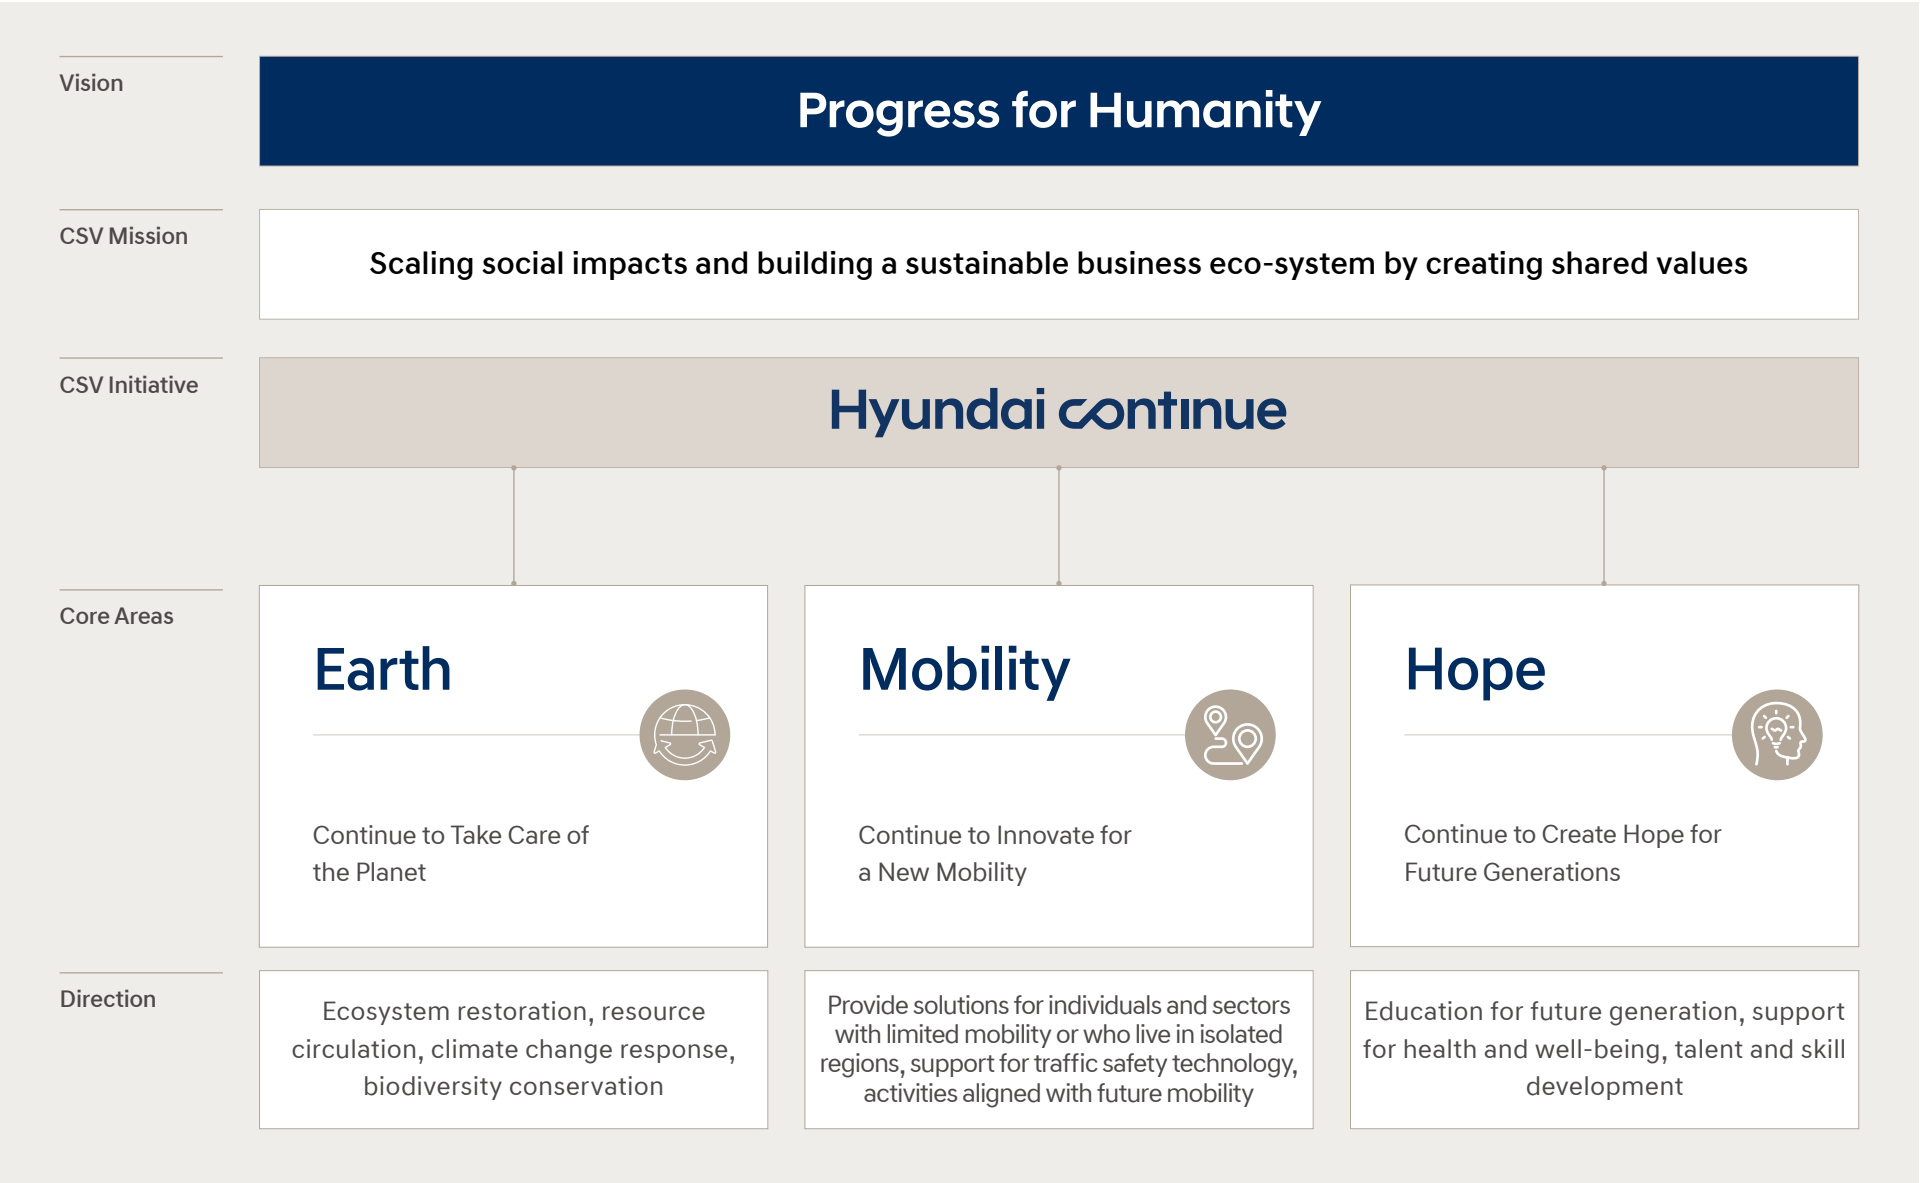 Vision
Progress for Humanity
CSV Mission
Scaling social impacts and building a sustainable business eco-system by creating shared values
CSV Initiative
Hyundai continue
Core Areas
Earth
Continue to Take Care of
the Planet
Mobility
Continue to Innovate for
a New Mobility
Hope
Continue to Create Hope for
Future Generations
Direction
Ecosystem restoration, resource
circulation, climate change response,
biodiversity conservation
Provide solutions for individuals and sectors
with limited mobility or who live in isolated
regions, support for traffic safety technology,
activities aligned with future mobility
Education for future generation, support
for health and well-being, talent and skill
development